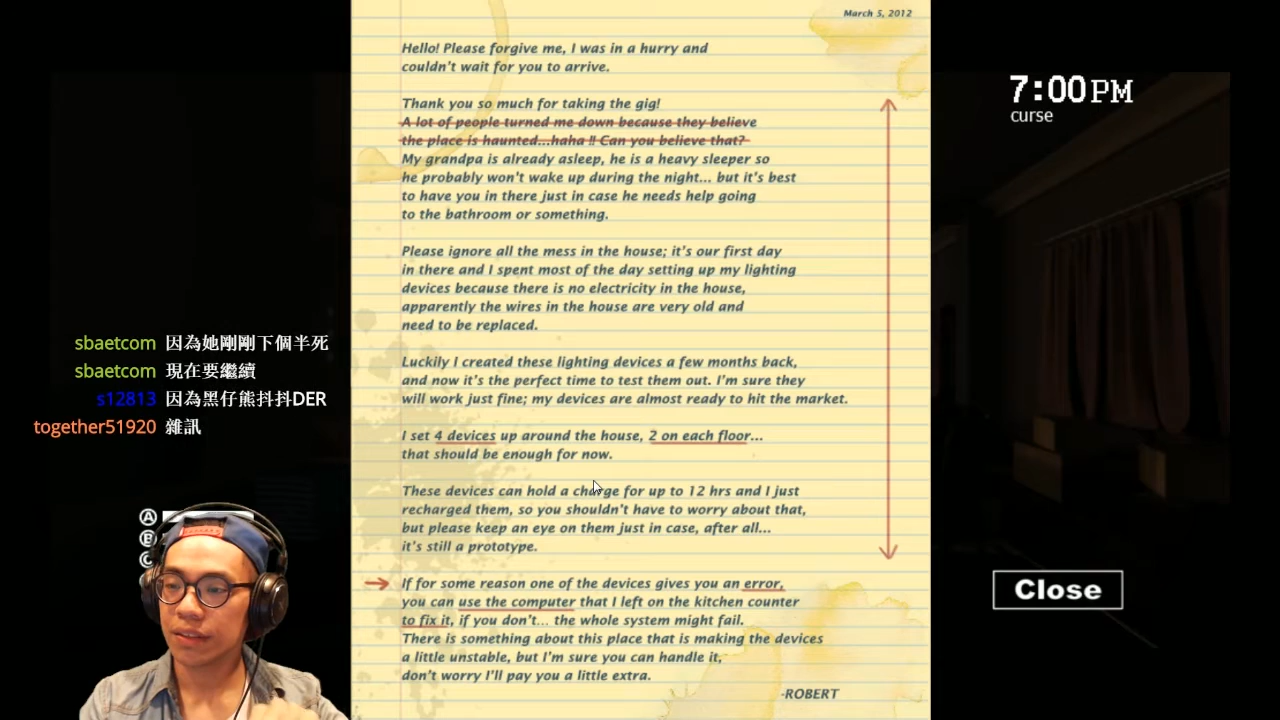 March 5, 2012
Hello! Please forgive me, I was in a hurry and
couldn't wait for you to arrive.
Thank you so much for taking the gig!
A lot of people turned me down because they believe
the place is haunted...haha !! Can you believe that?
My grandpa is already asleep, he is a heavy sleeper so
he probably won't wake up during the night... but it's best
to have you in there just in case he needs help going
to the bathroom or something.
Please ignore all the mess in the house; it's our first day
in there and I spent most of the day setting up my lighting
devices because there is no electricity in the house,
apparently the wires in the house are very old and
need to be replaced.
Luckily I created these lighting devices a few months back,
and now it's the perfect time to test them out. I'm sure they
will work just fine; my devices are almost ready to hit the market.
I set 4 devices up around the house, 2 on each floor...
that should be enough for now.
These devices can hold a charge for up to 12 hrs and I just
recharged them, so you shouldn't have to worry about that,
but please keep an eye on them just in case, after all...
it's still a prototype.
If for some reason one of the devices gives you an error,
you can use the computer that I left on the kitchen counter
to fix it, if you don't... the whole system might fail.
There is something about this place that is making the devices
a little unstable, but I'm sure you can handle it,
don't worry I'll pay you a little extra.
-ROBERT
7:00 PM
curse
Close
sbaetcom 因為她剛剛下個半死
sbaetcom 現在要繼續
s12813 因為黑仔熊抖抖DER
together51920 雜訊
A
B
C